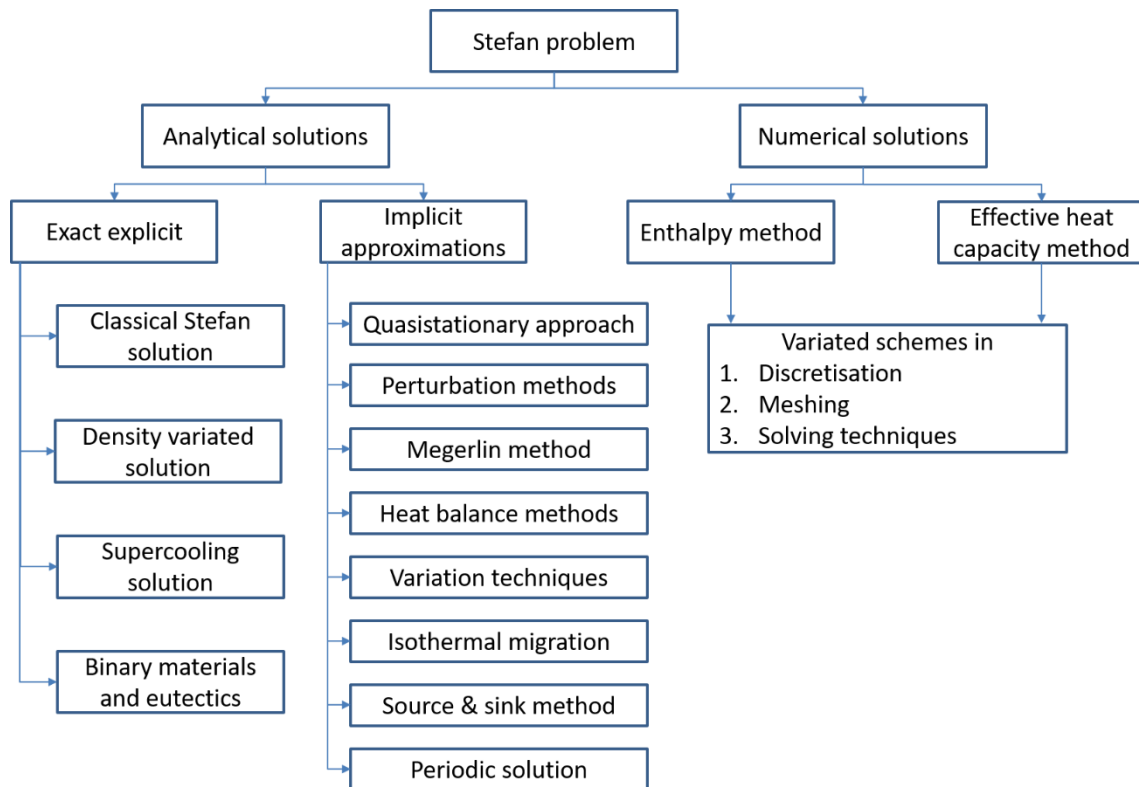 Stefan problem
Analytical solutions
Numerical solutions
Exact explicit
Implicit
approximations
Enthalpy method
Effective heat
capacity method
Classical Stefan
solution
Density variated
solution
Supercooling
solution
Binary materials
and eutectics
Quasistationary approach
Perturbation methods
Megerlin method
Heat balance methods
Variation techniques
Isothermal migration
Source & sink method
Periodic solution
Variated schemes in
1. Discretisation
2. Meshing
3. Solving techniques